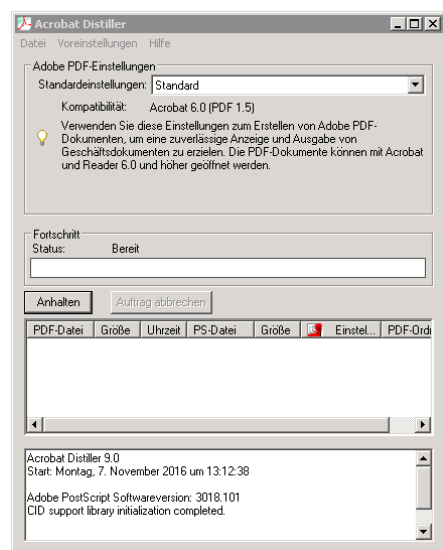 Acrobat Distiller
Datei Voreinstellungen Hilfe
Adobe PDF-Einstellungen
Standardeinstellungen: Standard
Kompatibilität: Acrobat 6.0 (PDF 1.5)
Verwenden Sie diese Einstellungen zum Erstellen von Adobe PDF-
Dokumenten, um eine zuverlässige Anzeige und Ausgabe von
Geschäftsdokumenten zu erzielen. Die PDF-Dokumente können mit Acrobat
und Reader 6.0 und höher geöffnet werden.
Fortschritt
Status: Bereit
Anhalten Auftrag abbrechen
PDF-Datei Größe Uhrzeit PS-Datei Größe Einstel... PDF-Ord
Acrobat Distiller 9.0
Start: Montag, 7. November 2016 um 13:12:38
Adobe PostScript Softwareversion: 3018.101
CID support library initialization completed.